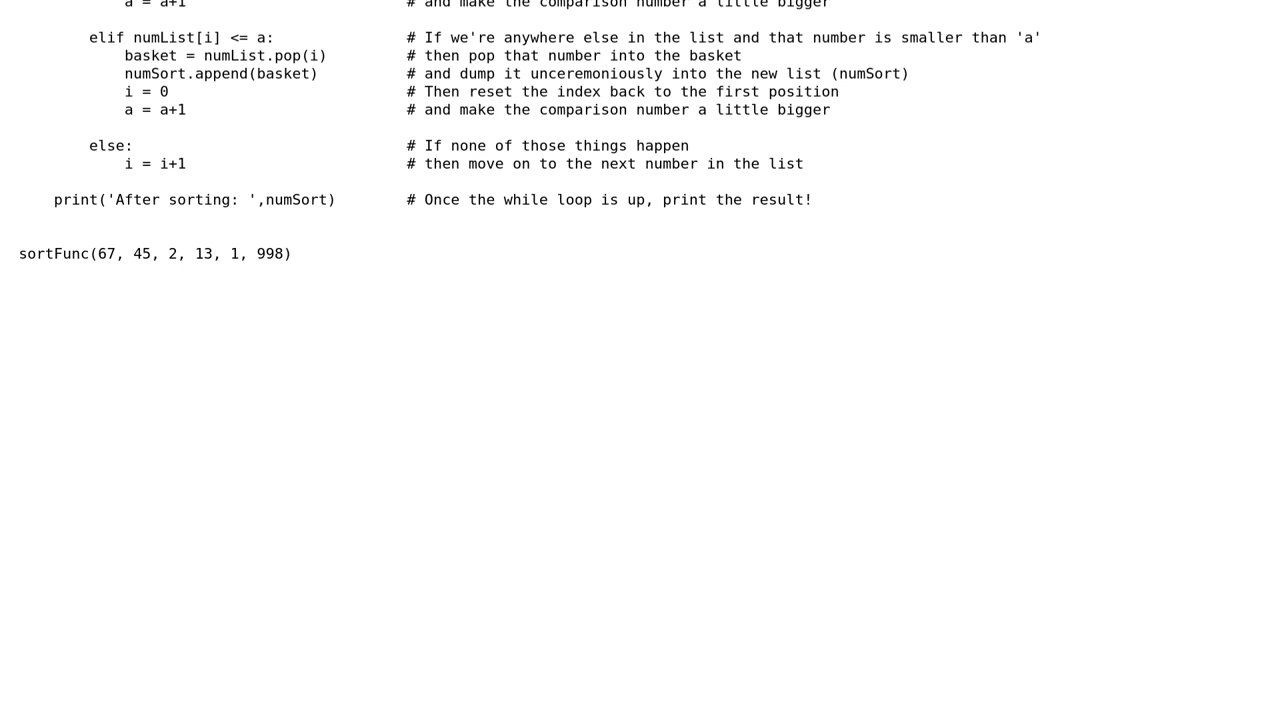 a = a+1                         # and make the comparison number a little bigger
        elif numList[i] <= a:               # If we're anywhere else in the list and that number is smaller than 'a'
            basket = numList.pop(i)         # then pop that number into the basket
            numSort.append(basket)          # and dump it unceremoniously into the new list (numSort)
            i = 0                           # Then reset the index back to the first position
            a = a+1                         # and make the comparison number a little bigger
        else:                               # If none of those things happen
            i = i+1                         # then move on to the next number in the list
    print('After sorting: ',numSort)        # Once the while loop is up, print the result!
sortFunc(67, 45, 2, 13, 1, 998)